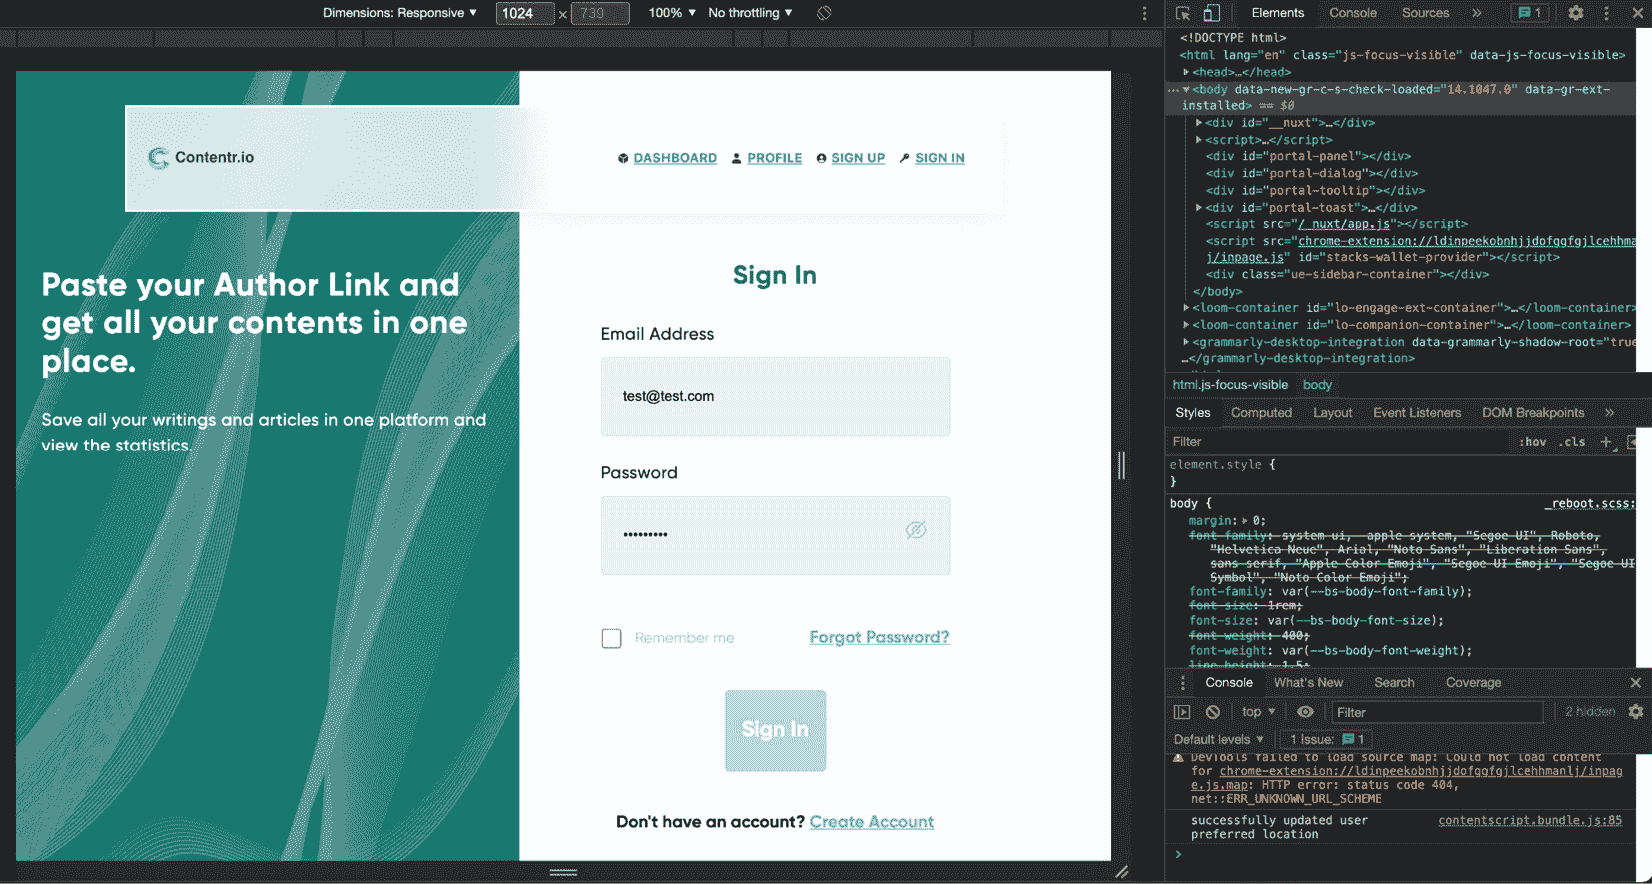 Dimensions: Responsive ▼ 1024 × 739 100% ▼ No throttling ▼
Contentr.io
DASHBOARD PROFILE SIGN UP SIGN IN
Paste your Author Link and
get all your contents in one
place.
Save all your writings and articles in one platform and
view the statistics.
Sign In
Email Address
test@test.com
Password
•••••••••
Remember me Forgot Password?
Sign In
Don't have an account? Create Account
Elements Console Sources » 1
<!DOCTYPE html>
<html lang="en" class="js-focus-visible" data-js-focus-visible>
▶<head>…</head>
…▼<body data-new-gr-c-s-check-loaded="14.1047.0" data-gr-ext-
installed> == $0
▶<div id="__nuxt">…</div>
▶<script>…</script>
<div id="portal-panel"></div>
<div id="portal-dialog"></div>
<div id="portal-tooltip"></div>
▶<div id="portal-toast">…</div>
<script src="/_nuxt/app.js"></script>
<script src="chrome-extension://ldinpeekobnhjjdofggfgjlcehhmanl
j/inpage.js" id="stacks-wallet-provider"></script>
<div class="ue-sidebar-container"></div>
</body>
▶<loom-container id="lo-engage-ext-container">…</loom-container>
▶<loom-container id="lo-companion-container">…</loom-container>
▶<grammarly-desktop-integration data-grammarly-shadow-root="true
…</grammarly-desktop-integration>
html.js-focus-visible body
Styles Computed Layout Event Listeners DOM Breakpoints »
Filter :hov .cls +
element.style {
}
body { _reboot.scss:
margin:▶ 0;
font-family: system-ui, -apple-system, "Segoe UI", Roboto,
"Helvetica Neue", Arial, "Noto Sans", "Liberation Sans",
sans-serif, "Apple Color Emoji", "Segoe UI Emoji", "Segoe UI
Symbol", "Noto Color Emoji";
font-family: var(--bs-body-font-family);
font-size: 1rem;
font-size: var(--bs-body-font-size);
font-weight: 400;
font-weight: var(--bs-body-font-weight);
line-height: 1.5;
Console What's New Search Coverage
top ▼ Filter 2 hidden
Default levels ▼ 1 Issue: 1
DevTools failed to load source map: Could not load content
for chrome-extension://ldinpeekobnhjjdofggfgjlcehhmanlj/inpag
e.js.map: HTTP error: status code 404,
net::ERR_UNKNOWN_URL_SCHEME
successfully updated user contentscript.bundle.js:85
preferred location